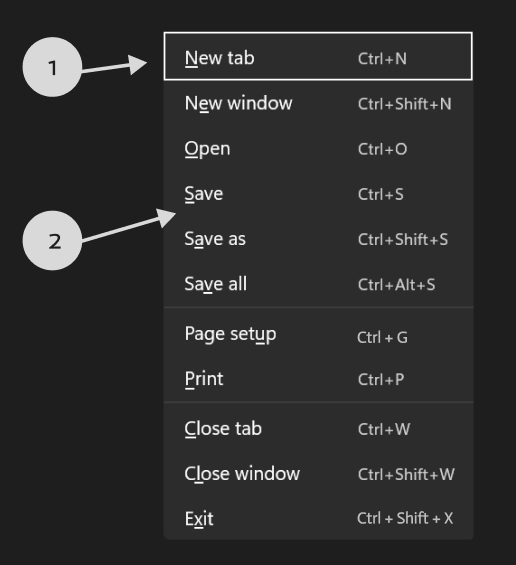 1
New tab Ctrl+N
New window Ctrl+Shift+N
Open Ctrl+O
Save Ctrl+S
2
Save as Ctrl+Shift+S
Save all Ctrl+Alt+S
Page setup Ctrl + G
Print Ctrl+P
Close tab Ctrl+W
Close window Ctrl+Shift+W
Exit Ctrl + Shift + X